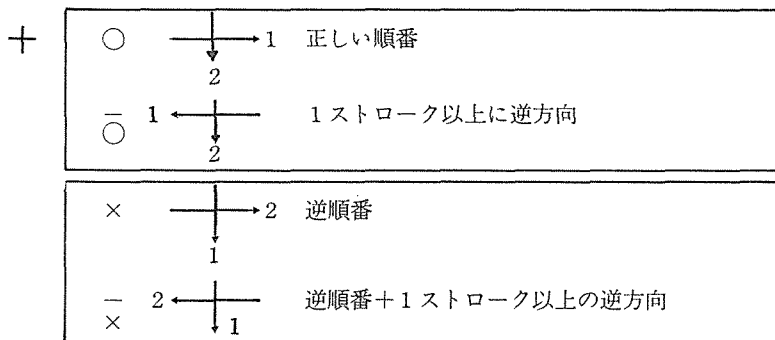 + ○ 1 正しい順番
2
○ 1 1ストローク以上に逆方向
2
× 2 逆順番
1
× 2 逆順番+1ストローク以上の逆方向
1